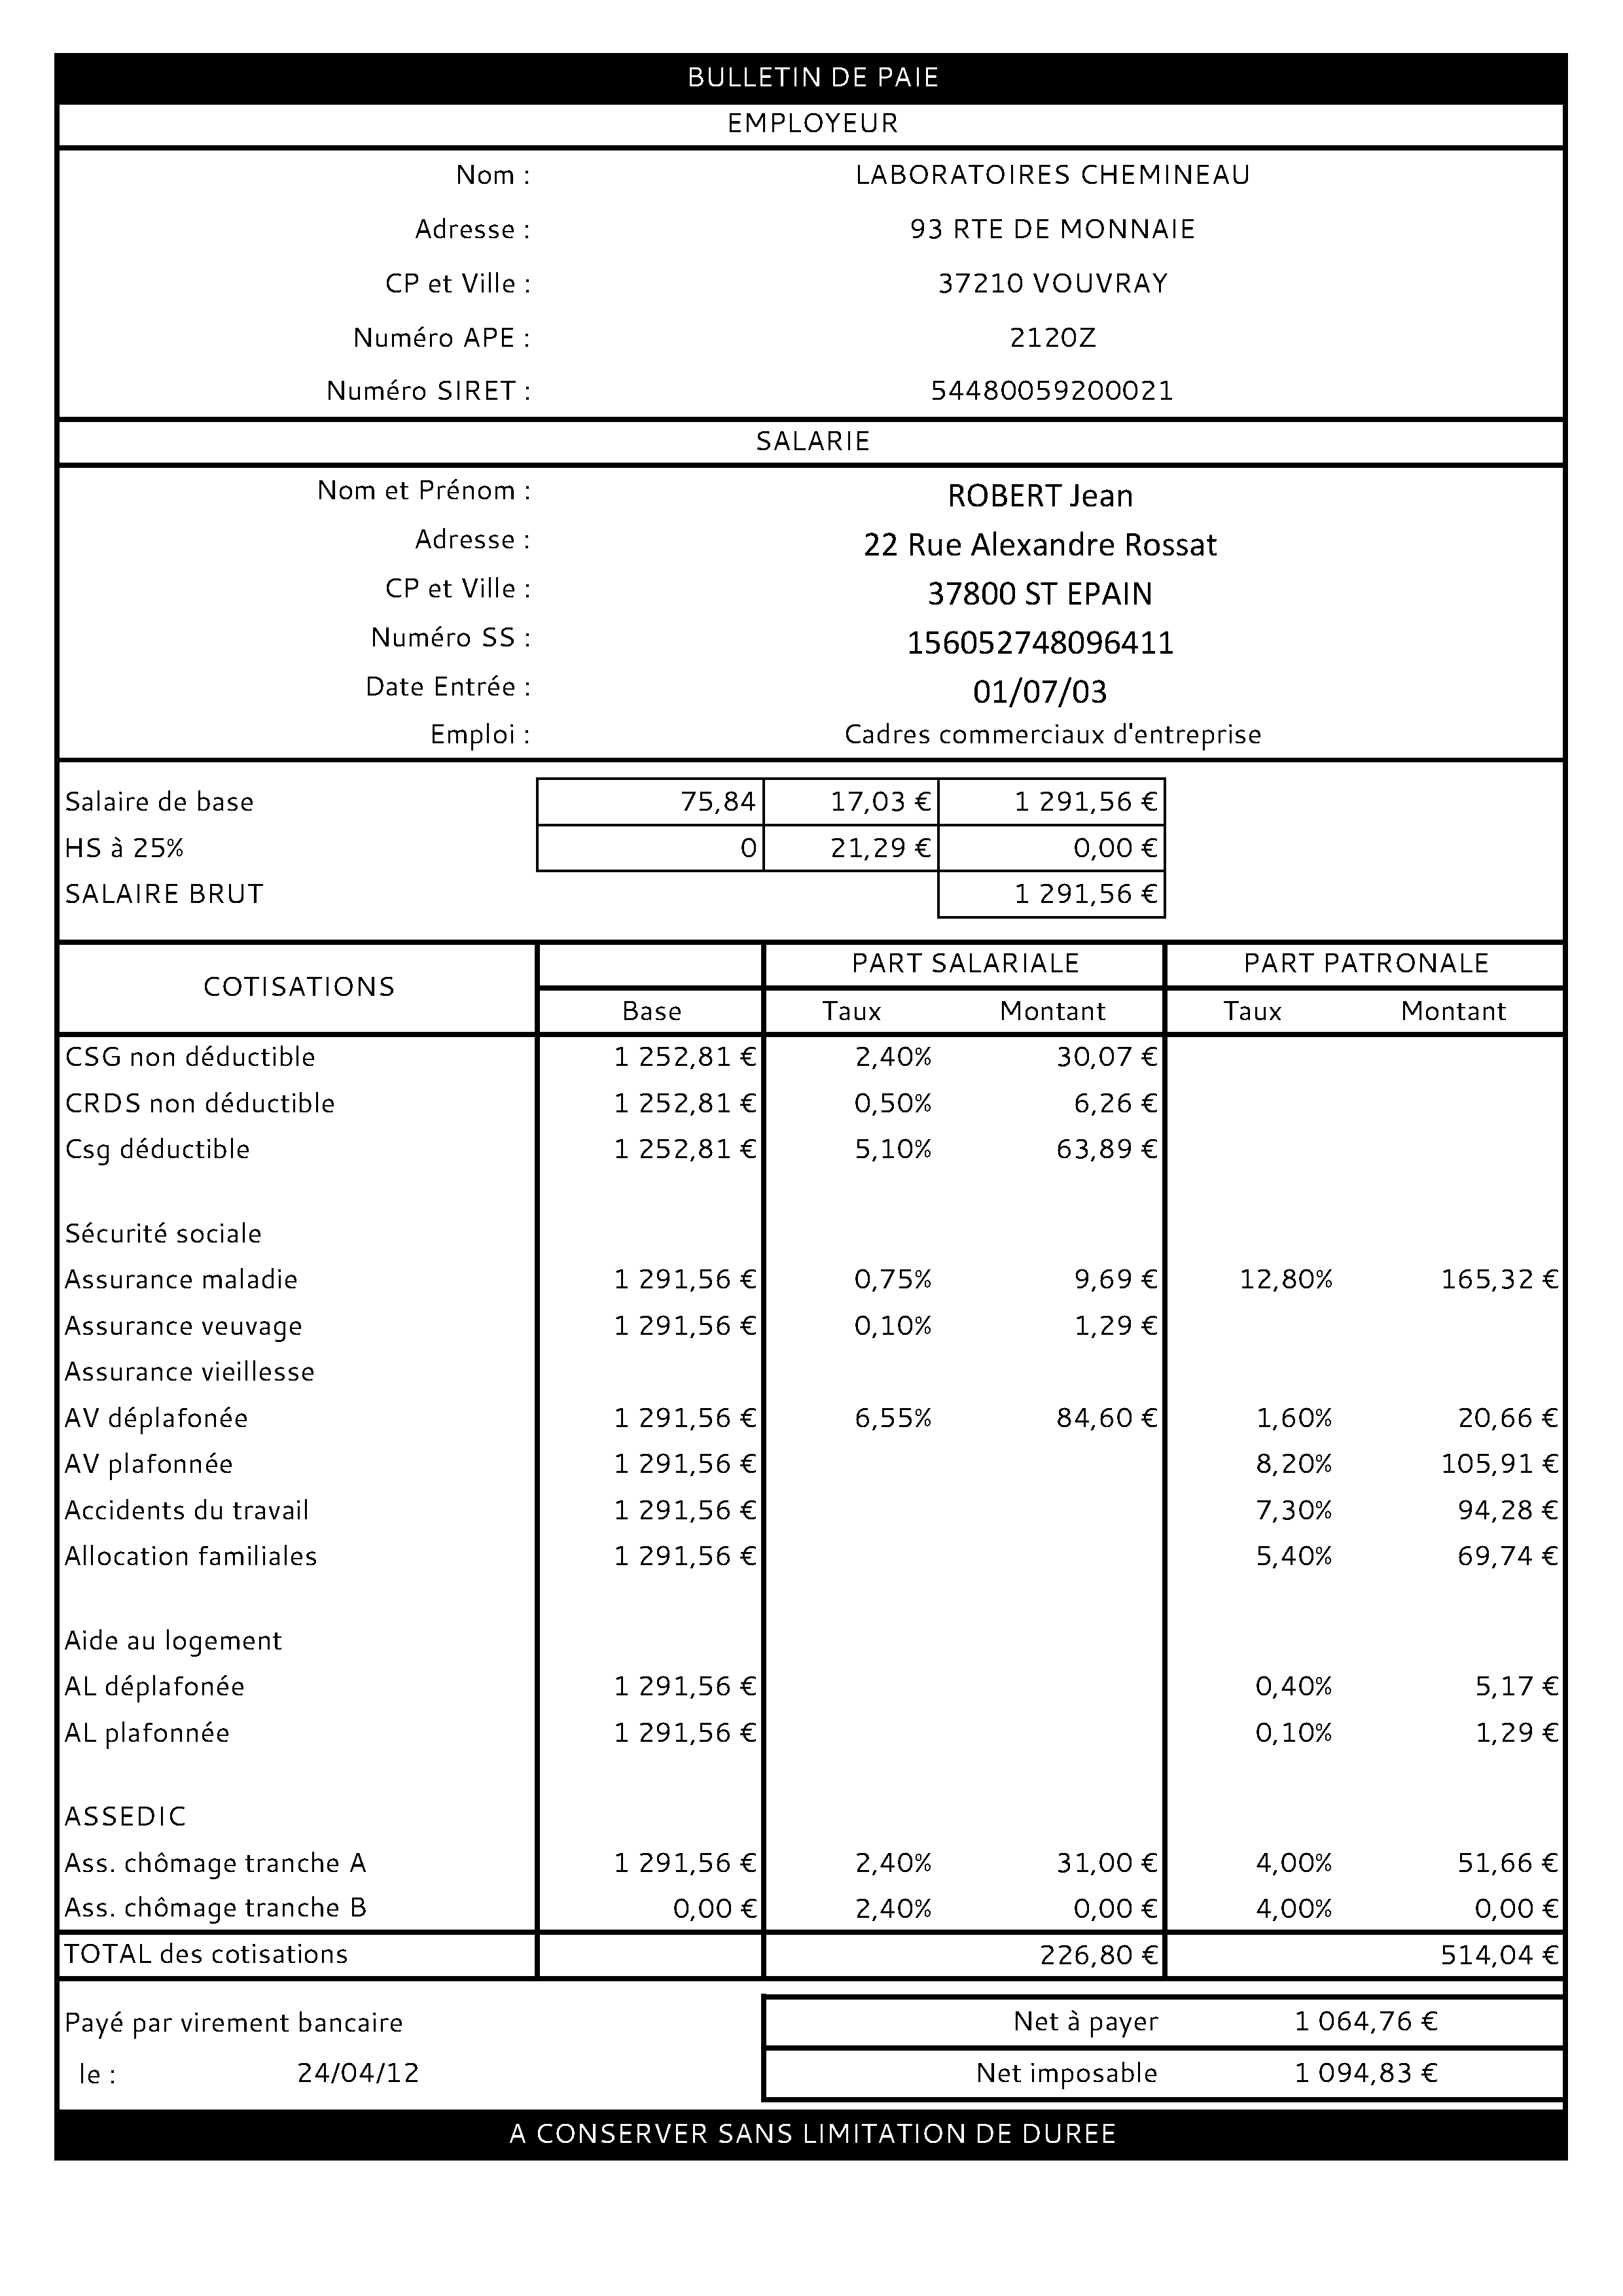 BULLETIN DE PAIE
EMPLOYEUR
Nom : LABORATOIRES CHEMINEAU
Adresse : 93 RTE DE MONNAIE
CP et Ville : 37210 VOUVRAY
Numéro APE : 2120Z
Numéro SIRET : 54480059200021
SALARIE
Nom et Prénom : ROBERT Jean
Adresse : 22 Rue Alexandre Rossat
CP et Ville : 37800 ST EPAIN
Numéro SS : 156052748096411
Date Entrée : 01/07/03
Emploi : Cadres commerciaux d'entreprise
Salaire de base 75,84 17,03 € 1 291,56 €
HS à 25% 0 21,29 € 0,00 €
SALAIRE BRUT 1 291,56 €
COTISATIONS PART SALARIALE PART PATRONALE
Base Taux Montant Taux Montant
CSG non déductible 1 252,81 € 2,40% 30,07 €
CRDS non déductible 1 252,81 € 0,50% 6,26 €
Csg déductible 1 252,81 € 5,10% 63,89 €
Sécurité sociale
Assurance maladie 1 291,56 € 0,75% 9,69 € 12,80% 165,32 €
Assurance veuvage 1 291,56 € 0,10% 1,29 €
Assurance vieillesse
AV déplafonée 1 291,56 € 6,55% 84,60 € 1,60% 20,66 €
AV plafonnée 1 291,56 € 8,20% 105,91 €
Accidents du travail 1 291,56 € 7,30% 94,28 €
Allocation familiales 1 291,56 € 5,40% 69,74 €
Aide au logement
AL déplafonée 1 291,56 € 0,40% 5,17 €
AL plafonnée 1 291,56 € 0,10% 1,29 €
ASSEDIC
Ass. chômage tranche A 1 291,56 € 2,40% 31,00 € 4,00% 51,66 €
Ass. chômage tranche B 0,00 € 2,40% 0,00 € 4,00% 0,00 €
TOTAL des cotisations 226,80 € 514,04 €
Payé par virement bancaire Net à payer 1 064,76 €
le : 24/04/12 Net imposable 1 094,83 €
A CONSERVER SANS LIMITATION DE DUREE